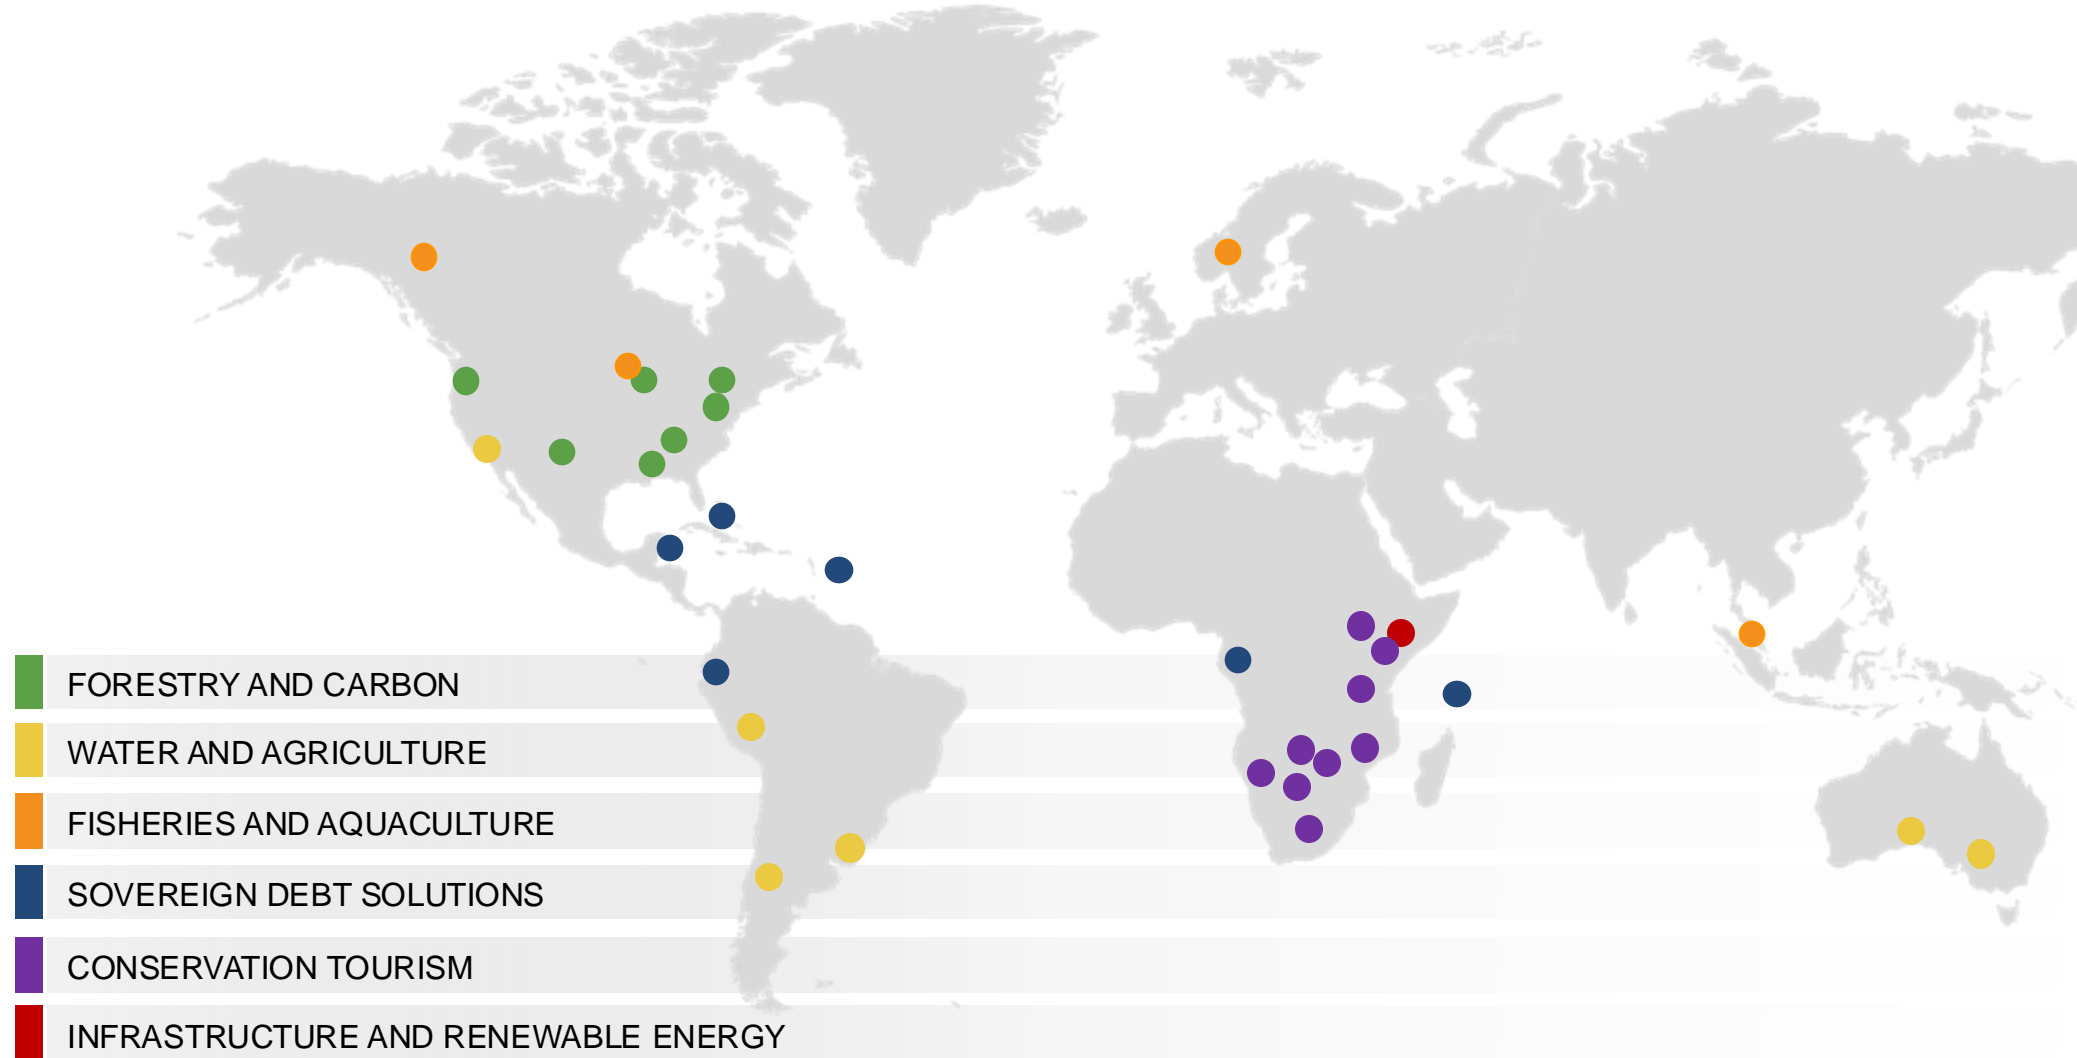 FORESTRY AND CARBON
WATER AND AGRICULTURE
FISHERIES AND AQUACULTURE
SOVEREIGN DEBT SOLUTIONS
CONSERVATION TOURISM
INFRASTRUCTURE AND RENEWABLE ENERGY